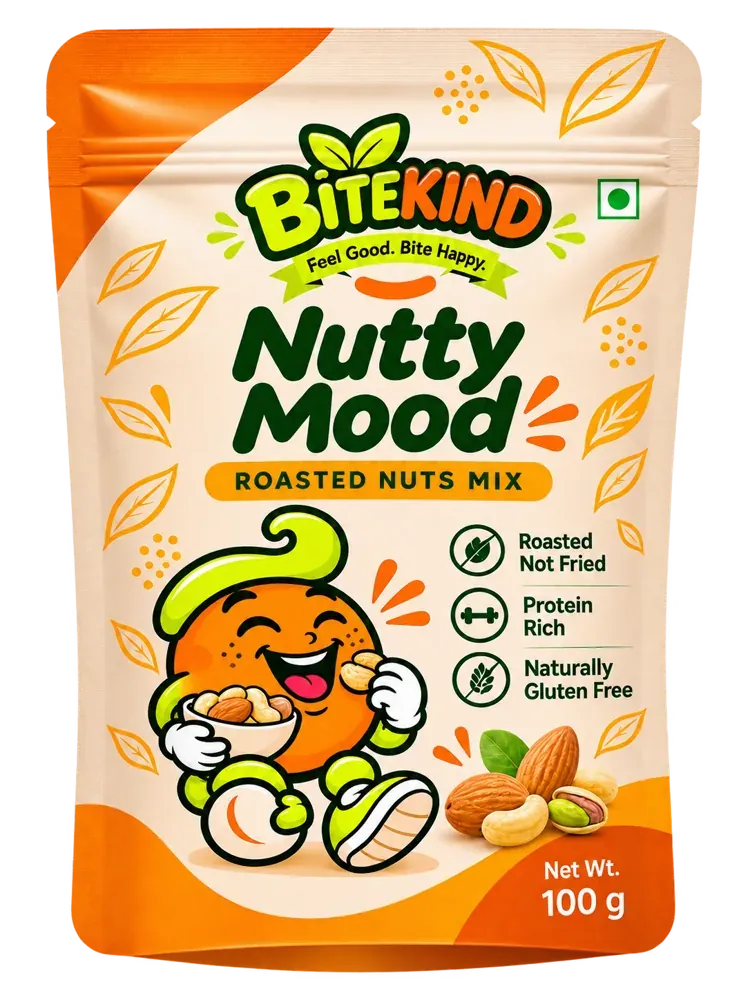 BiTEKIND
Feel Good. Bite Happy.
Nutty
Mood
ROASTED NUTS MIX
Roasted
Not Fried
Protein
Rich
Naturally
Gluten Free
Net Wt.
100 g